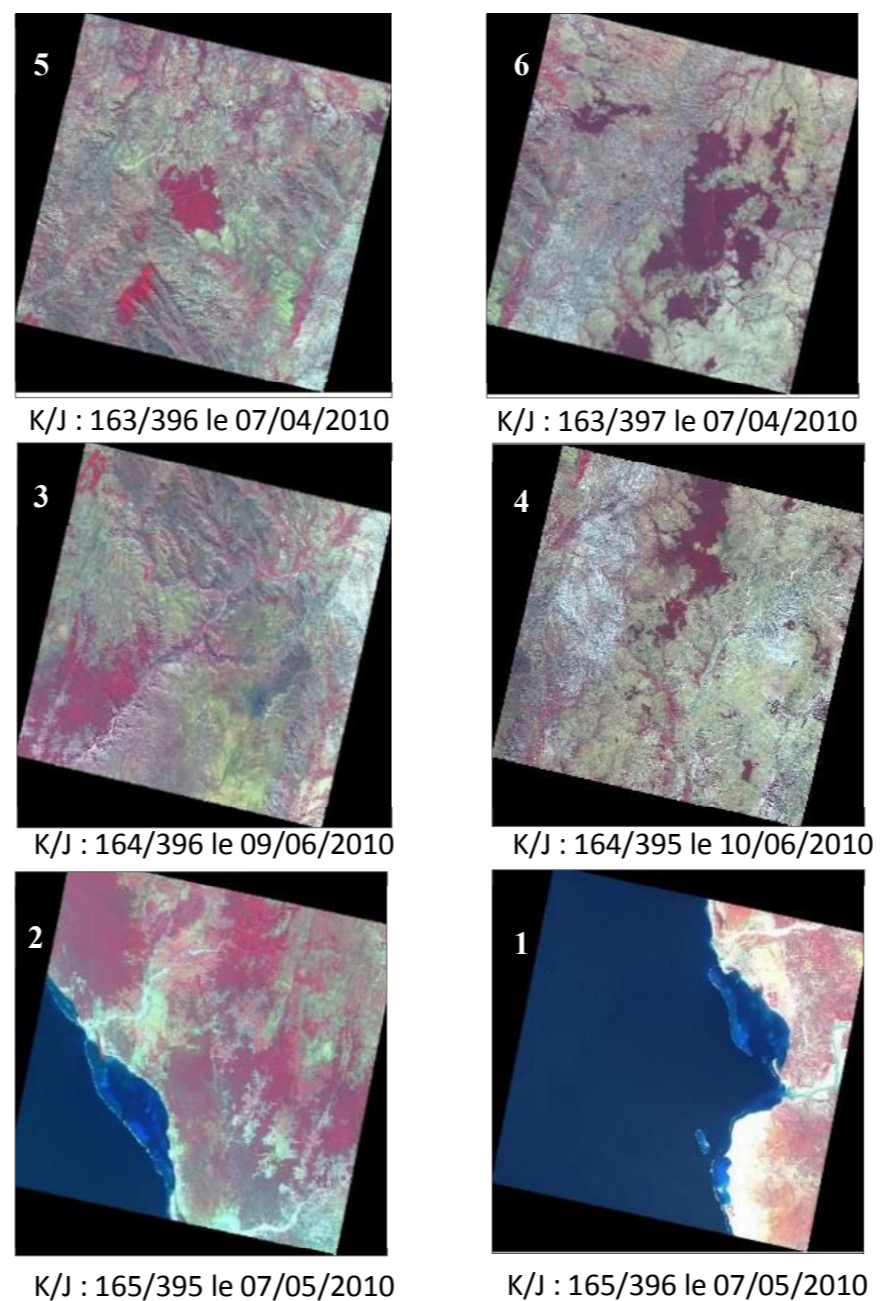 5
6
K/J : 163/396 le 07/04/2010
K/J : 163/397 le 07/04/2010
3
4
K/J : 164/396 le 09/06/2010
K/J : 164/395 le 10/06/2010
2
1
K/J : 165/395 le 07/05/2010
K/J : 165/396 le 07/05/2010